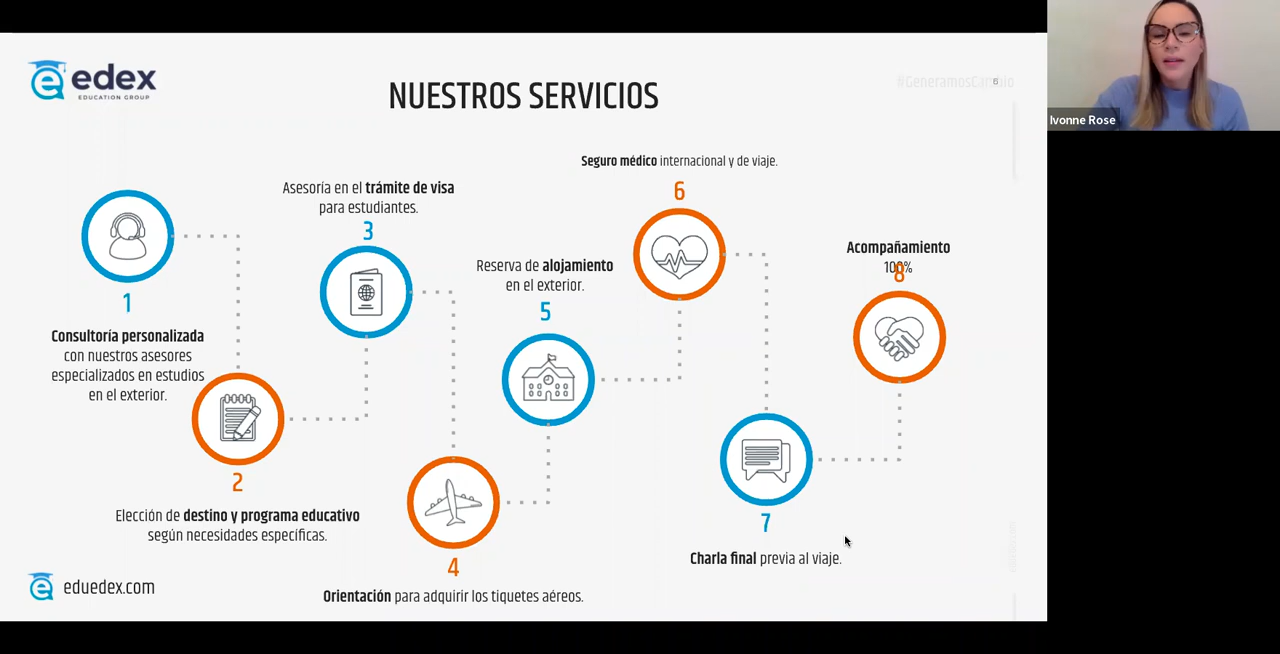 edex
EDUCATION GROUP
NUESTROS SERVICIOS
#GeneramosCambio
6
Ivonne Rose
1
Consultoría personalizada
con nuestros asesores
especializados en estudios
en el exterior.
2
Elección de destino y programa educativo
según necesidades específicas.
Asesoría en el trámite de visa
para estudiantes.
3
4
Orientación para adquirir los tiquetes aéreos.
Reserva de alojamiento
en el exterior.
5
Seguro médico internacional y de viaje.
6
7
Charla final previa al viaje.
Acompañamiento
100%
8
eduedex.com